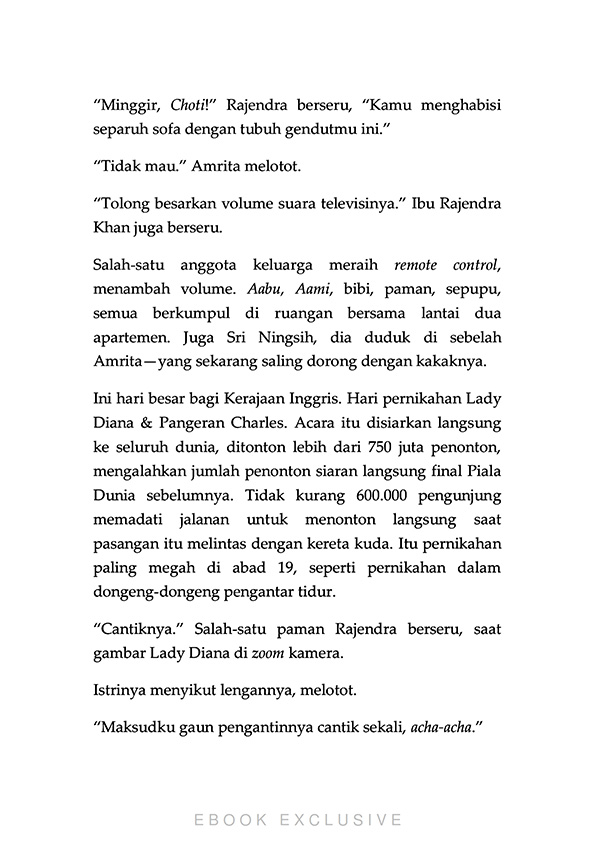 “Minggir, Choti!” Rajendra berseru, “Kamu menghabisi
separuh sofa dengan tubuh gendutmu ini.”
“Tidak mau.” Amrita melotot.
“Tolong besarkan volume suara televisinya.” Ibu Rajendra
Khan juga berseru.
Salah-satu anggota keluarga meraih remote control,
menambah volume. Aabu, Aami, bibi, paman, sepupu,
semua berkumpul di ruangan bersama lantai dua
apartemen. Juga Sri Ningsih, dia duduk di sebelah
Amrita—yang sekarang saling dorong dengan kakaknya.
Ini hari besar bagi Kerajaan Inggris. Hari pernikahan Lady
Diana & Pangeran Charles. Acara itu disiarkan langsung
ke seluruh dunia, ditonton lebih dari 750 juta penonton,
mengalahkan jumlah penonton siaran langsung final Piala
Dunia sebelumnya. Tidak kurang 600.000 pengunjung
memadati jalanan untuk menonton langsung saat
pasangan itu melintas dengan kereta kuda. Itu pernikahan
paling megah di abad 19, seperti pernikahan dalam
dongeng-dongeng pengantar tidur.
“Cantiknya.” Salah-satu paman Rajendra berseru, saat
gambar Lady Diana di zoom kamera.
Istrinya menyikut lengannya, melotot.
“Maksudku gaun pengantinnya cantik sekali, acha-acha.”
EBOOK EXCLUSIVE